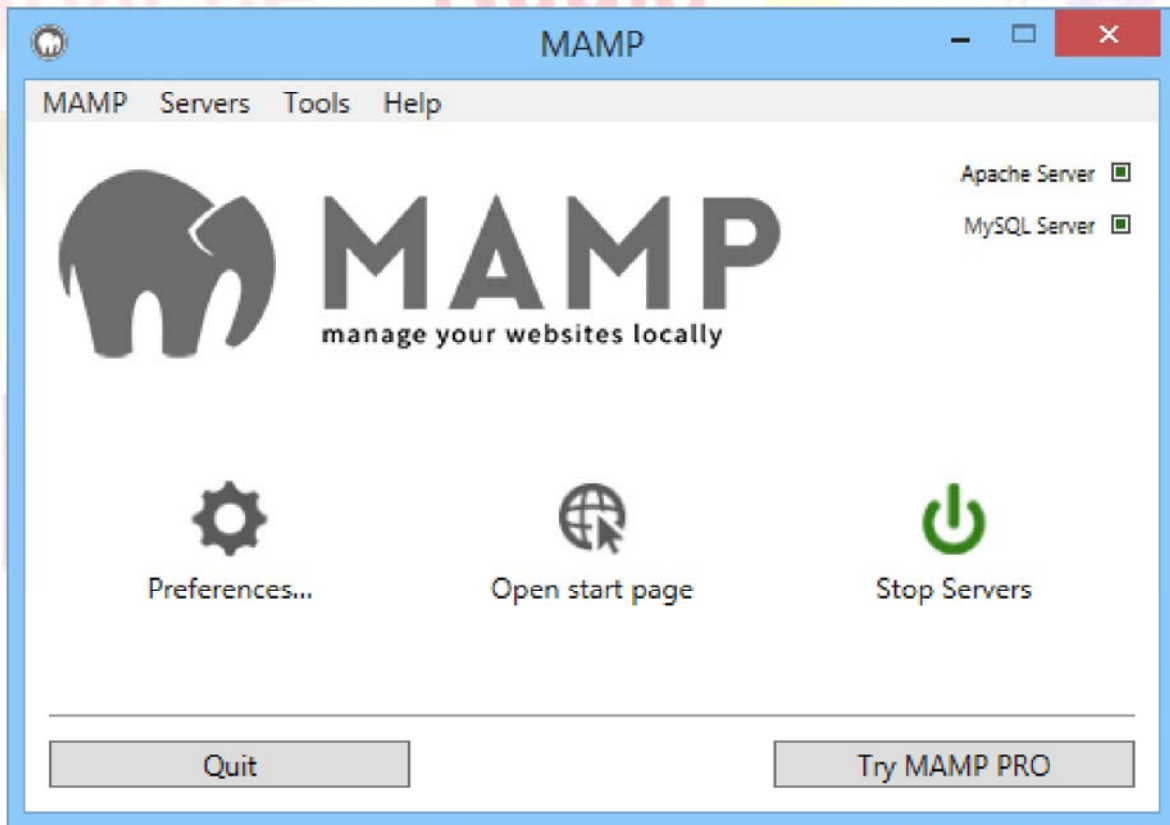 MAMP
MAMP Servers Tools Help
Apache Server
MySQL Server
MAMP
manage your websites locally
Preferences... Open start page Stop Servers
Quit Try MAMP PRO